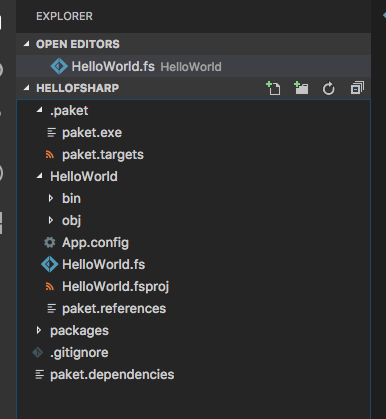 EXPLORER
OPEN EDITORS
HelloWorld.fs HelloWorld
HELLOFSHARP
.paket
paket.exe
paket.targets
HelloWorld
bin
obj
App.config
HelloWorld.fs
HelloWorld.fsproj
paket.references
packages
.gitignore
paket.dependencies